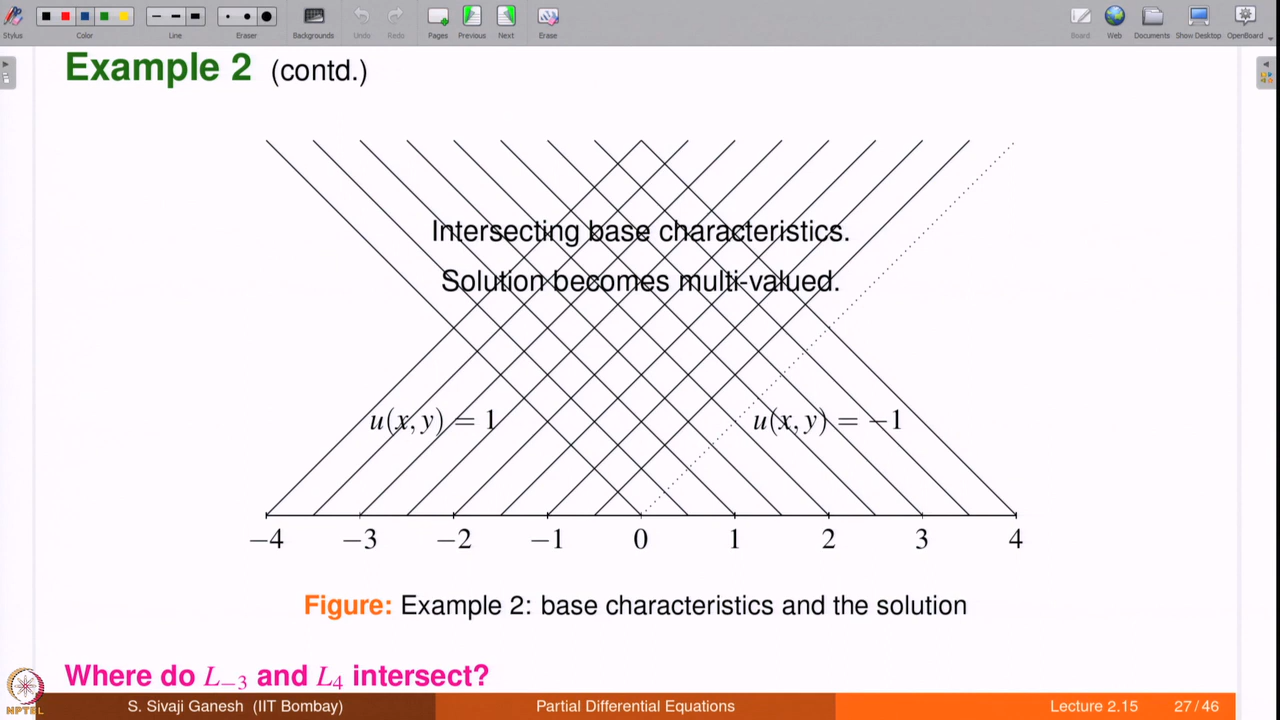 Stylus Color Line Eraser Backgrounds Undo Redo Pages Previous Next Erase Board Web Documents Show Desktop OpenBoard
Example 2 (contd.)
Intersecting base characteristics.
Solution becomes multi-valued.
u(x, y) = 1 u(x, y) = −1
−4 −3 −2 −1 0 1 2 3 4
Figure: Example 2: base characteristics and the solution
Where do L₋₃ and L₄ intersect?
NPTEL
S. Sivaji Ganesh (IIT Bombay) Partial Differential Equations Lecture 2.15 27 / 46